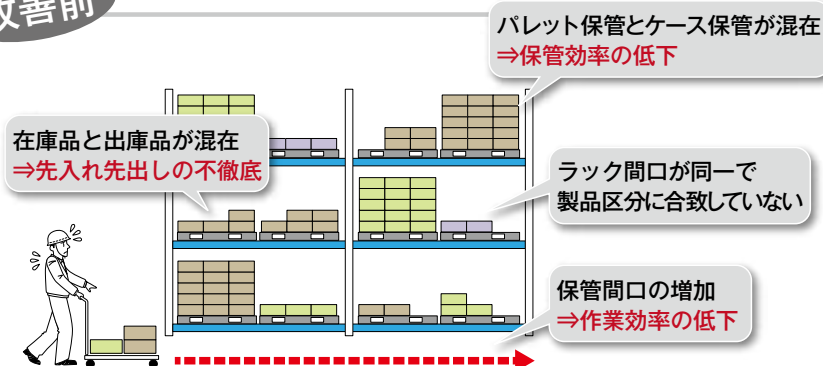 改善前
パレット保管とケース保管が混在
⇒保管効率の低下
在庫品と出庫品が混在
⇒先入れ先出しの不徹底
ラック間口が同一で
製品区分に合致していない
保管間口の増加
⇒作業効率の低下